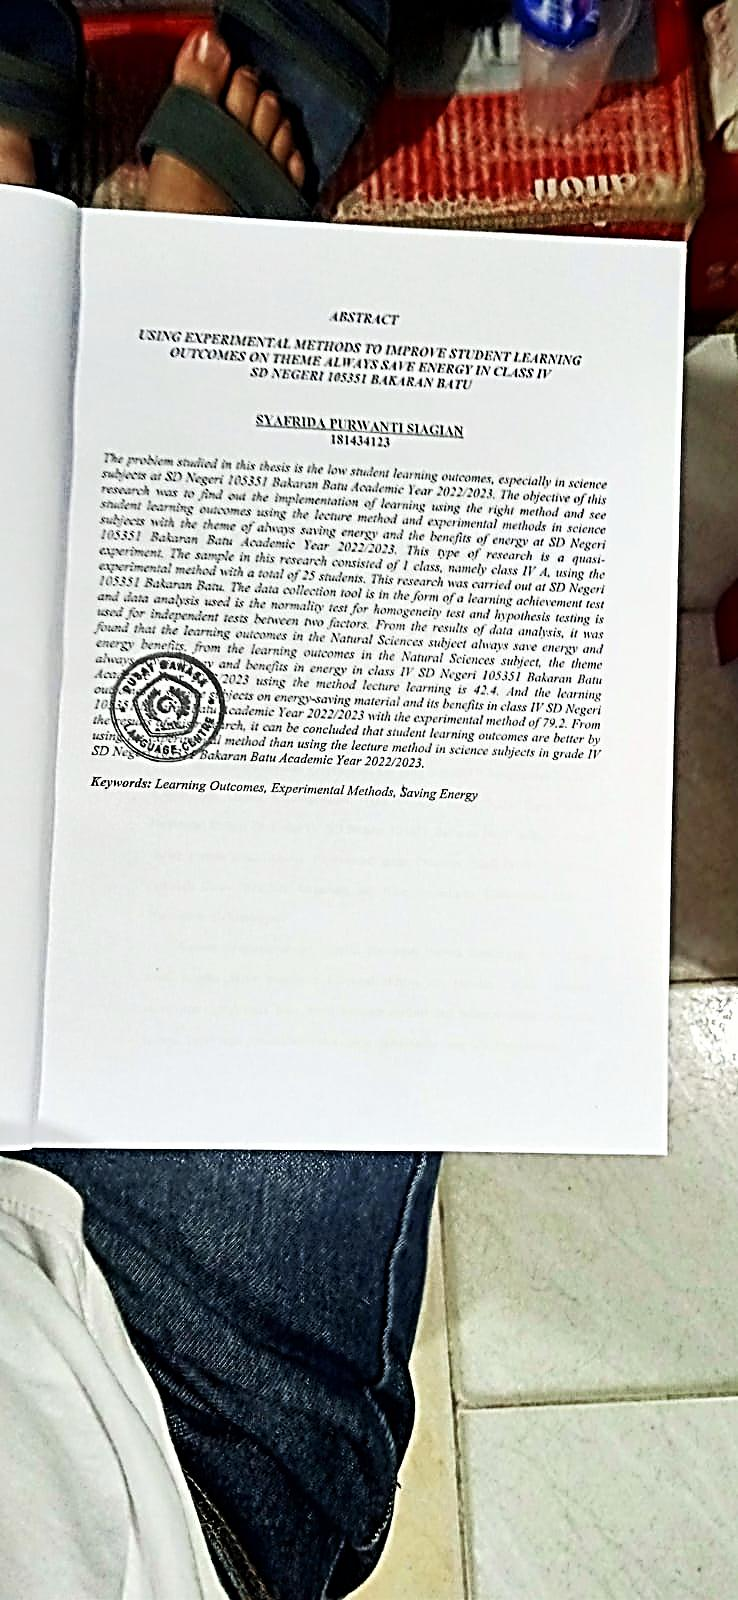 Canon
ABSTRACT
USING EXPERIMENTAL METHODS TO IMPROVE STUDENT LEARNING
OUTCOMES ON THEME ALWAYS SAVE ENERGY IN CLASS IV
SD NEGERI 105351 BAKARAN BATU
SYAFRIDA PURWANTI SIAGIAN
181434123
The problem studied in this thesis is the low student learning outcomes, especially in science
subjects at SD Negeri 105351 Bakaran Batu Academic Year 2022/2023. The objective of this
research was to find out the implementation of learning using the right method and see
student learning outcomes using the lecture method and experimental methods in science
subjects with the theme of always saving energy and the benefits of energy at SD Negeri
105351 Bakaran Batu Academic Year 2022/2023. This type of research is a quasi-
experiment. The sample in this research consisted of 1 class, namely class IV A, using the
experimental method with a total of 25 students. This research was carried out at SD Negeri
105351 Bakaran Batu. The data collection tool is in the form of a learning achievement test
and data analysis used is the normality test for homogeneity test and hypothesis testing is
used for independent tests between two factors. From the results of data analysis, it was
found that the learning outcomes in the Natural Sciences subject always save energy and
energy benefits, from the learning outcomes in the Natural Sciences subject, the theme
and benefits in energy in class IV SD Negeri 105351 Bakaran Batu
2023 using the method lecture learning is 42.4. And the learning
on energy-saving material and its benefits in class IV SD Negeri
Academic Year 2022/2023 with the experimental method of 79.2. From
the it can be concluded that student learning outcomes are better by
using method than using the lecture method in science subjects in grade IV
SD Bakaran Batu Academic Year 2022/2023.
PUSAT BAHASA
LANGUAGE CENTRE
Keywords: Learning Outcomes, Experimental Methods, Saving Energy